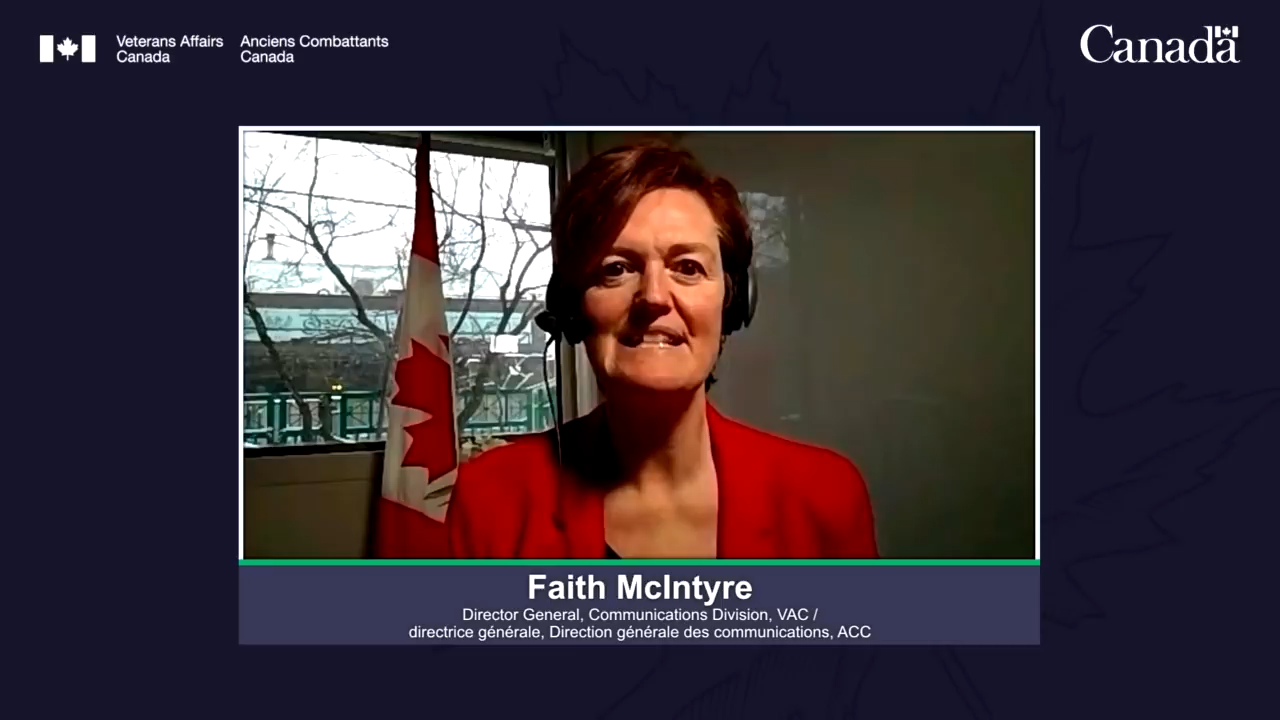 Veterans Affairs
Canada
Anciens Combattants
Canada
Canada
Faith McIntyre
Director General, Communications Division, VAC /
directrice générale, Direction générale des communications, ACC